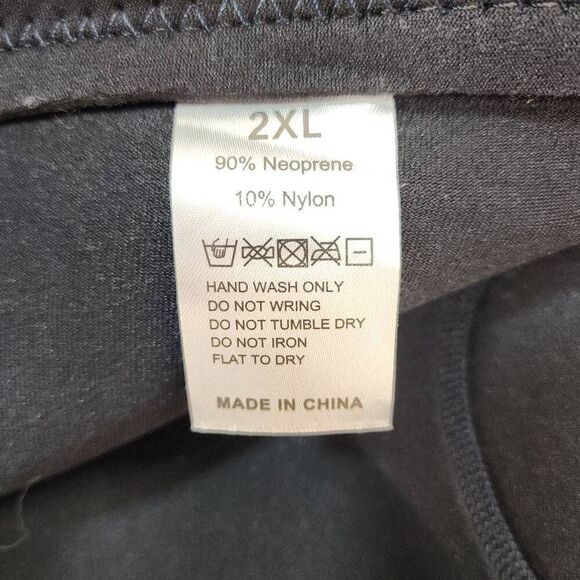 2XL
90% Neoprene
10% Nylon
HAND WASH ONLY
DO NOT WRING
DO NOT TUMBLE DRY
DO NOT IRON
FLAT TO DRY
MADE IN CHINA